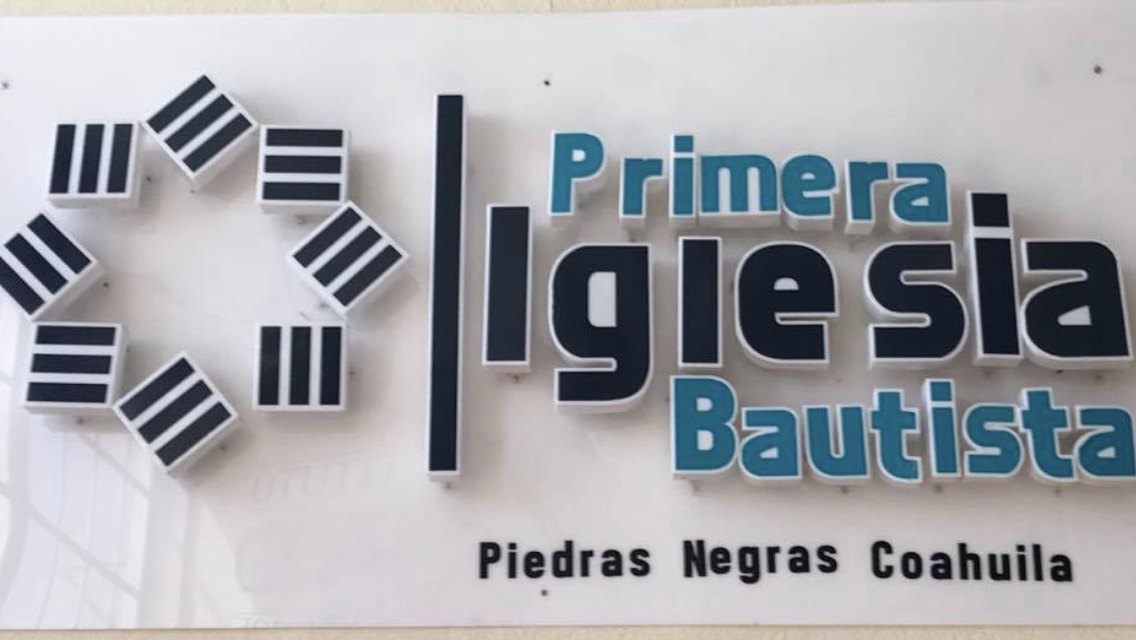 Primera
Iglesia
Bautista
Piedras Negras Coahuila